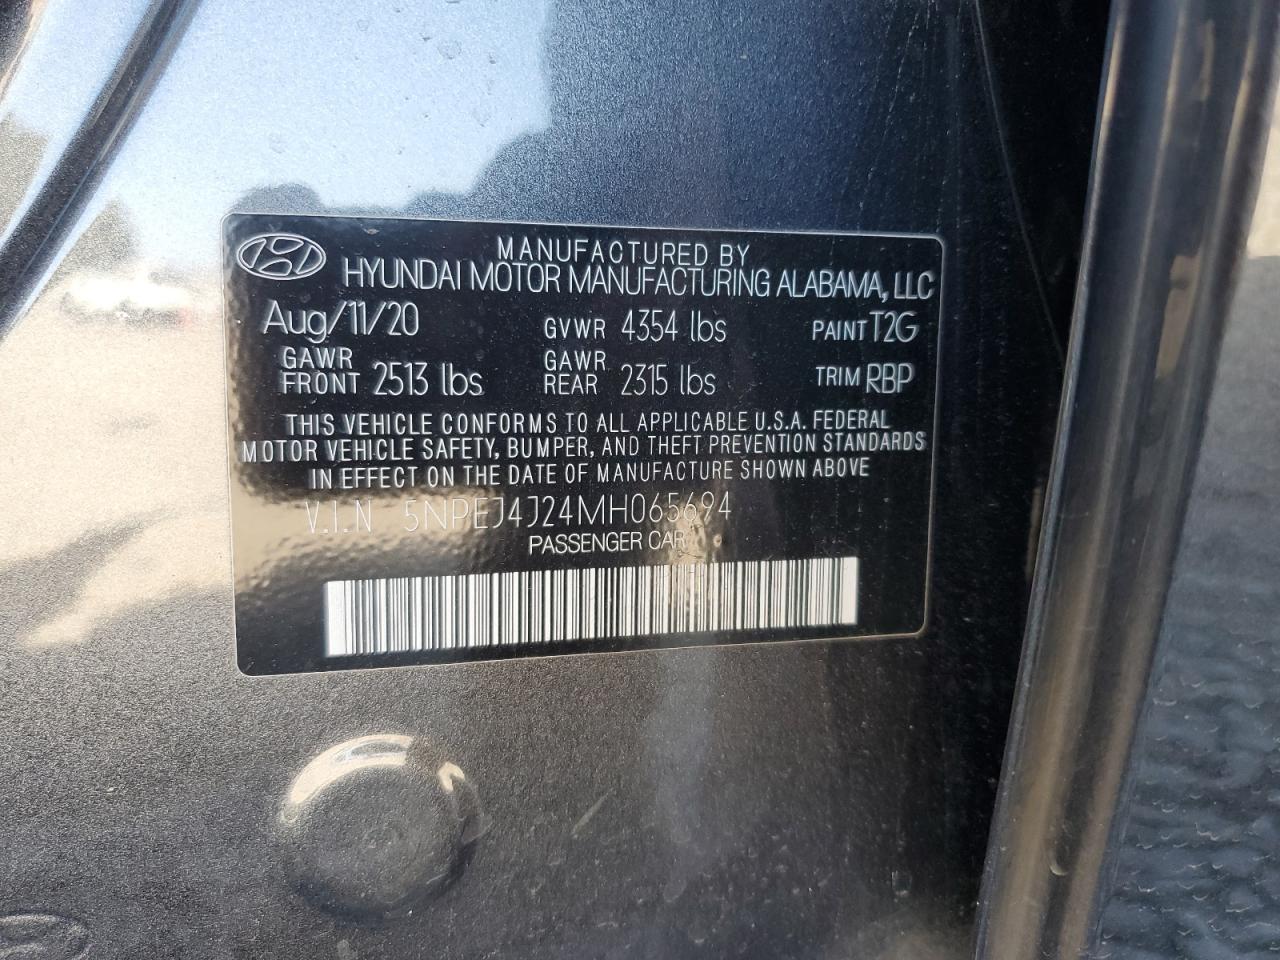 MANUFACTURED BY
HYUNDAI MOTOR MANUFACTURING ALABAMA, LLC
Aug/11/20 GVWR 4354 lbs PAINT T2G
GAWR FRONT 2513 lbs GAWR REAR 2315 lbs TRIM RBP
THIS VEHICLE CONFORMS TO ALL APPLICABLE U.S.A. FEDERAL
MOTOR VEHICLE SAFETY, BUMPER, AND THEFT PREVENTION STANDARDS
IN EFFECT ON THE DATE OF MANUFACTURE SHOWN ABOVE
V.I.N 5NPEJ4J24MH065694
PASSENGER CAR